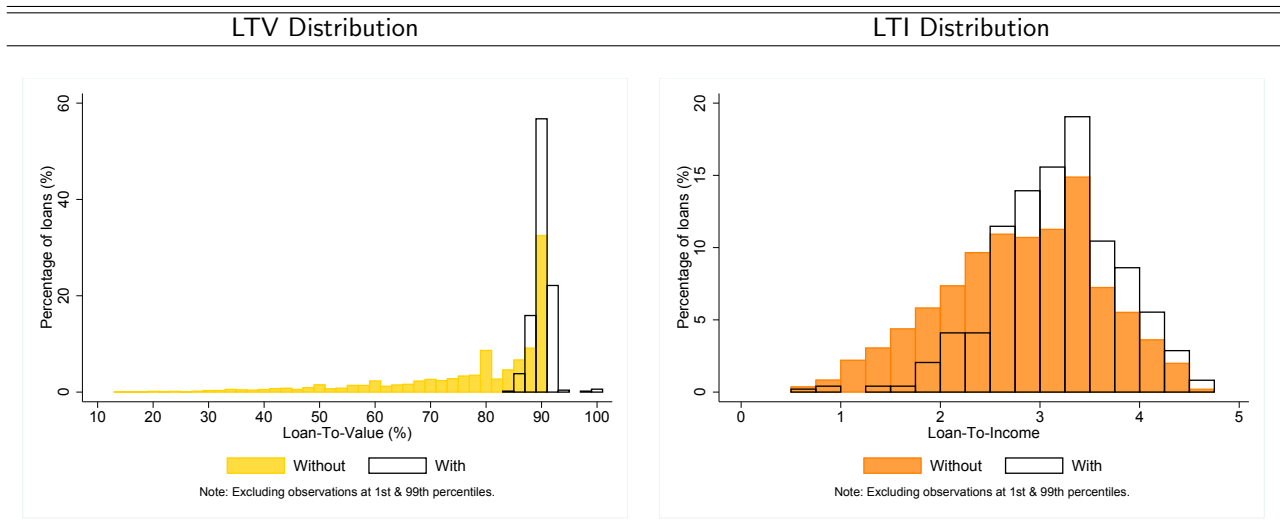 LTV Distribution
LTI Distribution
Percentage of loans (%)
60
40
20
0
10 20 30 40 50 60 70 80 90 100
Loan-To-Value (%)
Without With
Note: Excluding observations at 1st & 99th percentiles.
Percentage of loans (%)
20
15
10
5
0
0 1 2 3 4 5
Loan-To-Income
Without With
Note: Excluding observations at 1st & 99th percentiles.